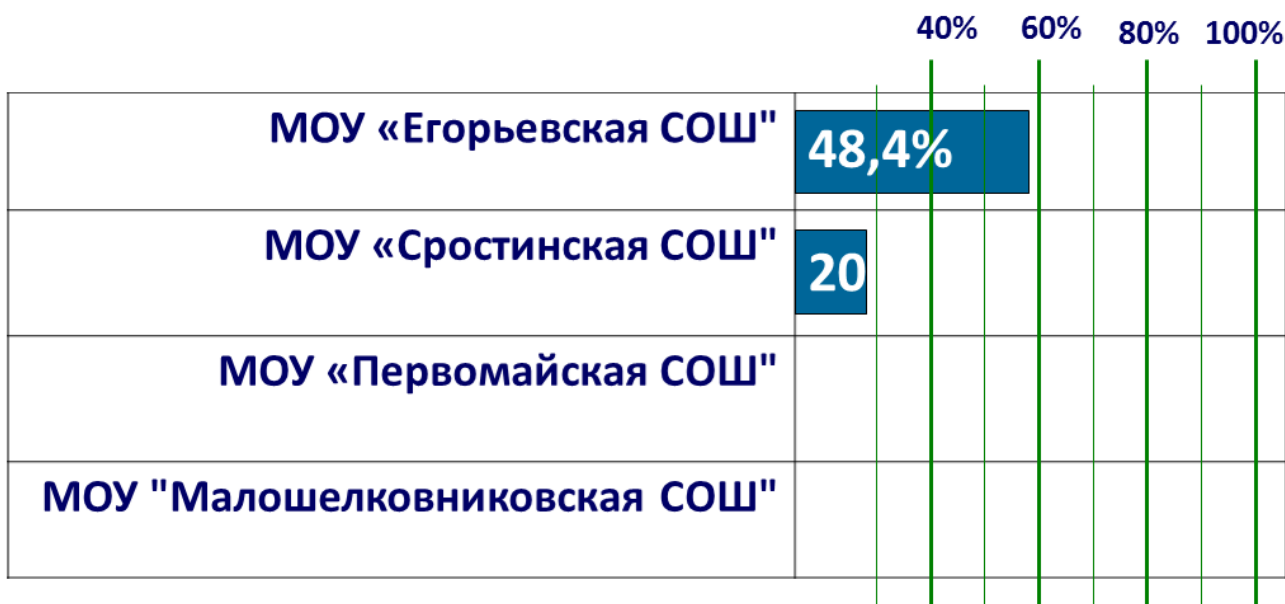 40% 60% 80% 100%
МОУ «Егорьевская СОШ" 48,4%
МОУ «Сростинская СОШ" 20
МОУ «Первомайская СОШ"
МОУ "Малошелковниковская СОШ"